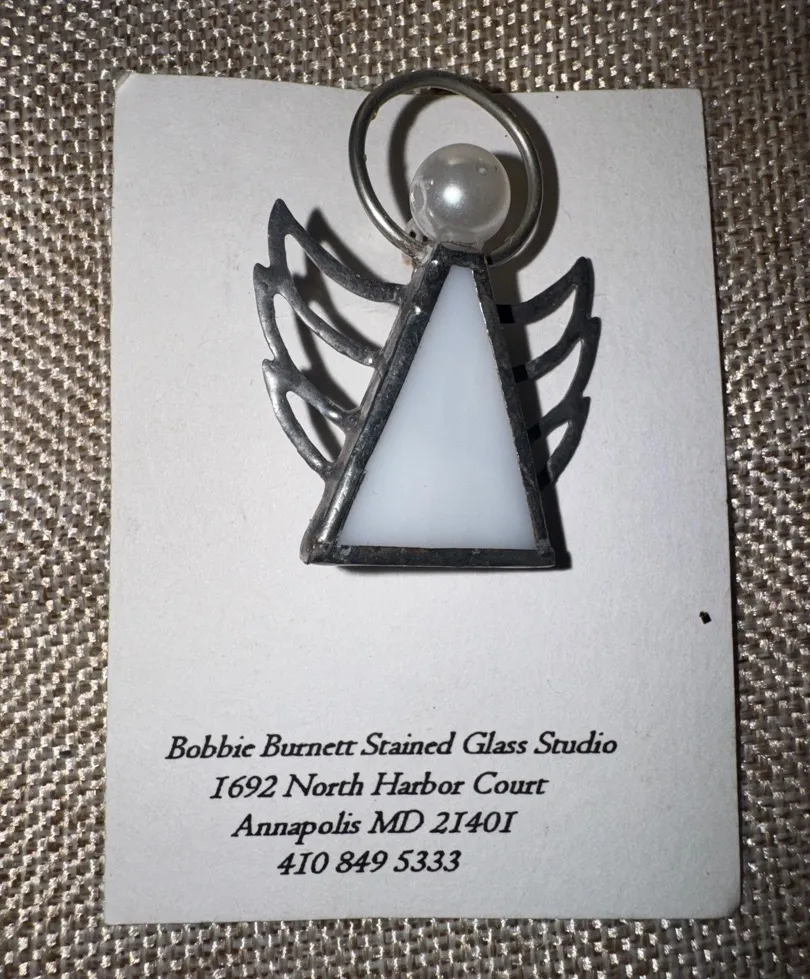 Bobbie Burnett Stained Glass Studio
1692 North Harbor Court
Annapolis MD 21401
410 849 5333